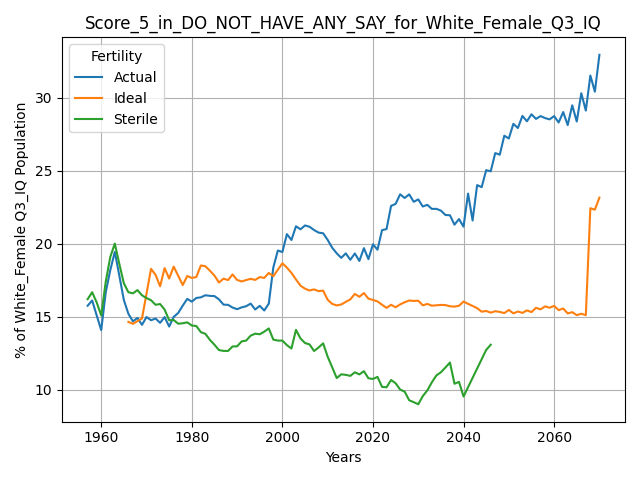 Score_5_in_DO_NOT_HAVE_ANY_SAY_for_White_Female_Q3_IQ
Fertility
Actual
Ideal
Sterile
% of White_Female Q3_IQ Population
30
25
20
15
10
1960
1980
2000
2020
2040
2060
Years